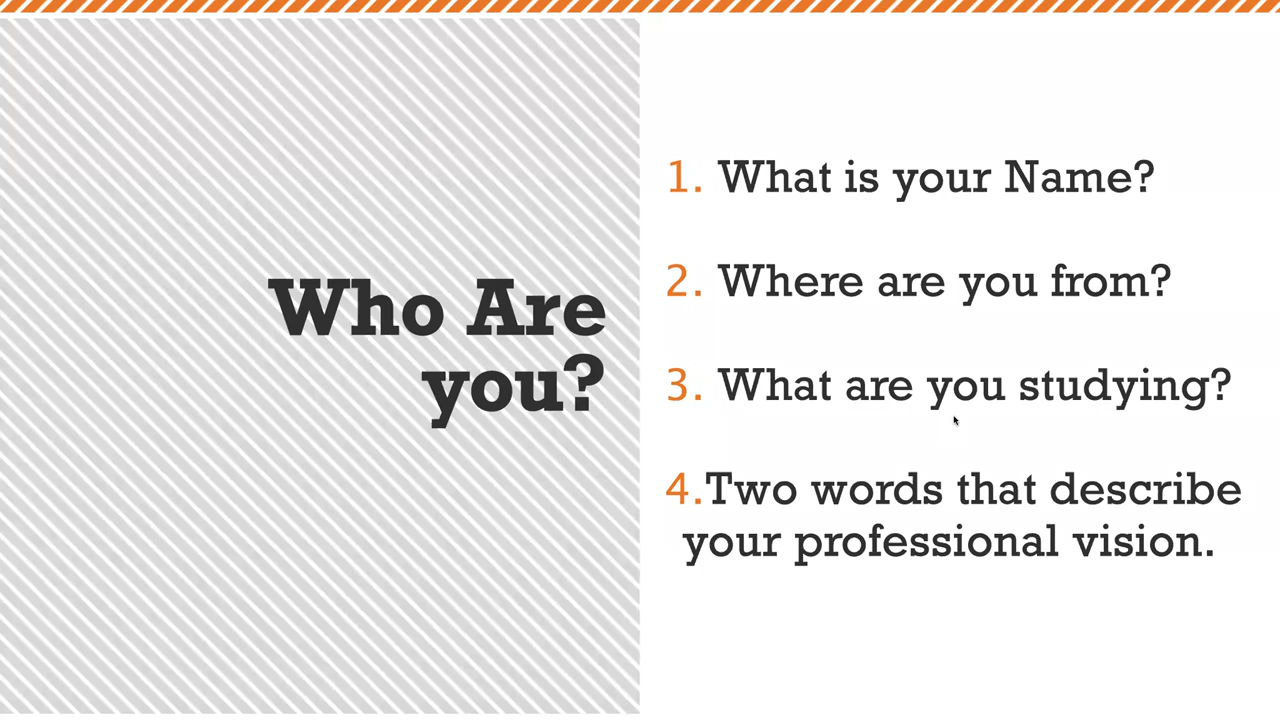 Who Are
you?
1. What is your Name?
2. Where are you from?
3. What are you studying?
4.Two words that describe
your professional vision.